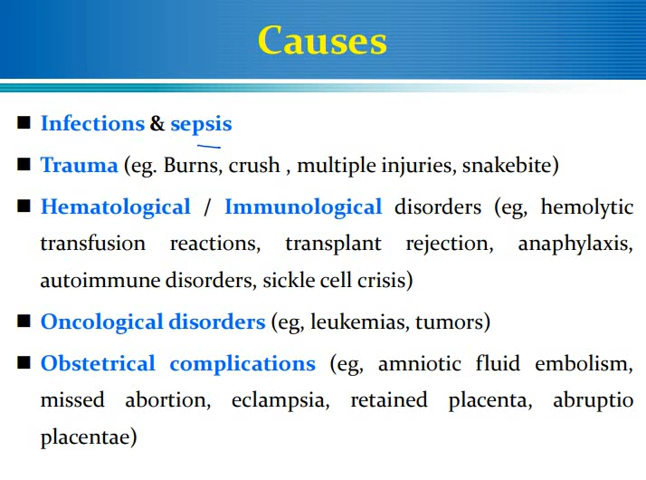 Causes
■ Infections & sepsis
■ Trauma (eg. Burns, crush , multiple injuries, snakebite)
■ Hematological / Immunological disorders (eg, hemolytic
transfusion reactions, transplant rejection, anaphylaxis,
autoimmune disorders, sickle cell crisis)
■ Oncological disorders (eg, leukemias, tumors)
■ Obstetrical complications (eg, amniotic fluid embolism,
missed abortion, eclampsia, retained placenta, abruptio
placentae)